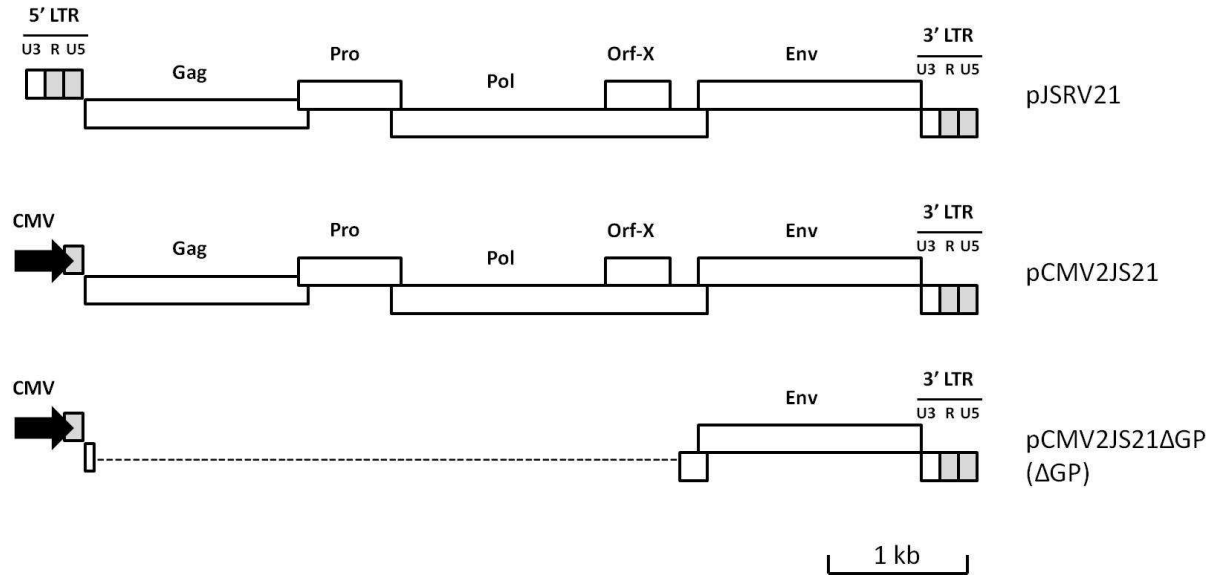 5′ LTR
U3 R U5
Gag
Pro
Pol
Orf-X
Env
3′ LTR
U3 R U5
pJSRV21
CMV
Gag
Pro
Pol
Orf-X
Env
3′ LTR
U3 R U5
pCMV2JS21
CMV
Env
3′ LTR
U3 R U5
pCMV2JS21ΔGP
(ΔGP)
1 kb